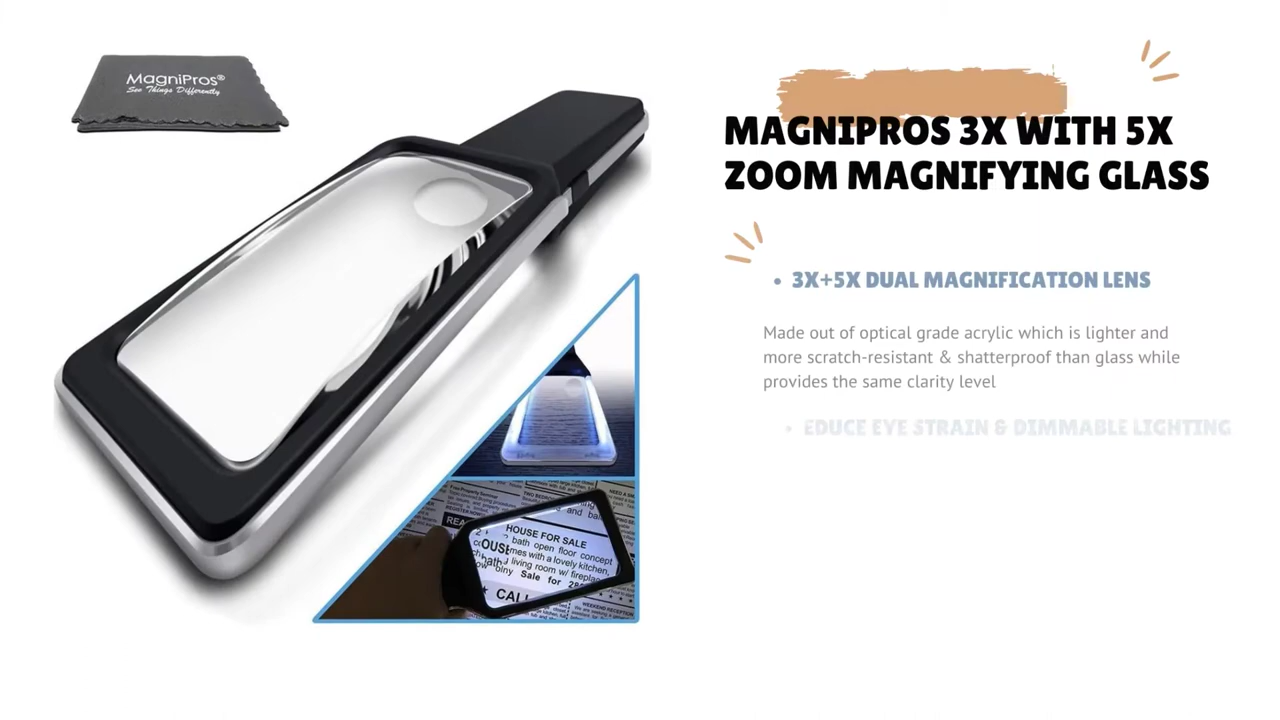 MagniPros®
See Things Differently
MAGNIPROS 3X WITH 5X
ZOOM MAGNIFYING GLASS
• 3X+5X DUAL MAGNIFICATION LENS
Made out of optical grade acrylic which is lighter and
more scratch-resistant & shatterproof than glass while
provides the same clarity level
• EDUCE EYE STRAIN & DIMMABLE LIGHTING
HOUSE FOR SALE
bath open floor concept
mes with a lovely kitchen,
living room w/ fireplac
Sale for
CALL
WEEKEND RECEPTION